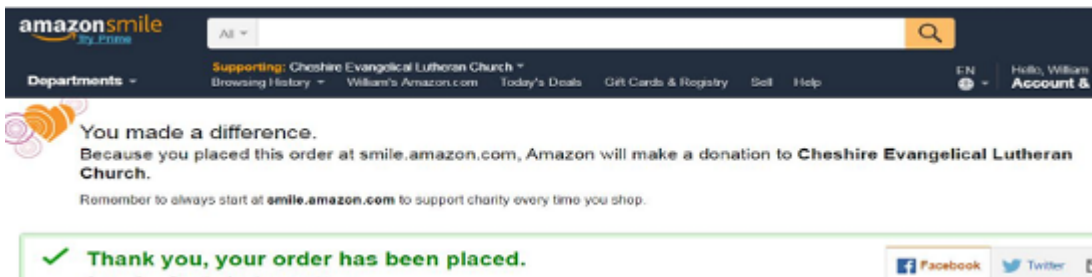 amazonsmile
Try Prime
All
Supporting: Cheshire Evangelical Lutheran Church
Departments
Browsing History William's Amazon.com Today's Deals Gift Cards & Registry Sell Help
EN
Hello, William
Account &
You made a difference.
Because you placed this order at smile.amazon.com, Amazon will make a donation to Cheshire Evangelical Lutheran
Church.
Remember to always start at smile.amazon.com to support charity every time you shop.
Thank you, your order has been placed.
Facebook Twitter